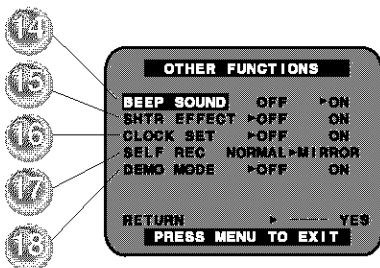 14
15
16
17
18
OTHER FUNCTIONS
BEEP SOUND OFF ▸ON
SHTR EFFECT ▸OFF ON
CLOCK SET ▸OFF ON
SELF REC NORMAL▸MIRROR
DEMO MODE ▸OFF ON
RETURN ▸ ---- YES
PRESS MENU TO EXIT